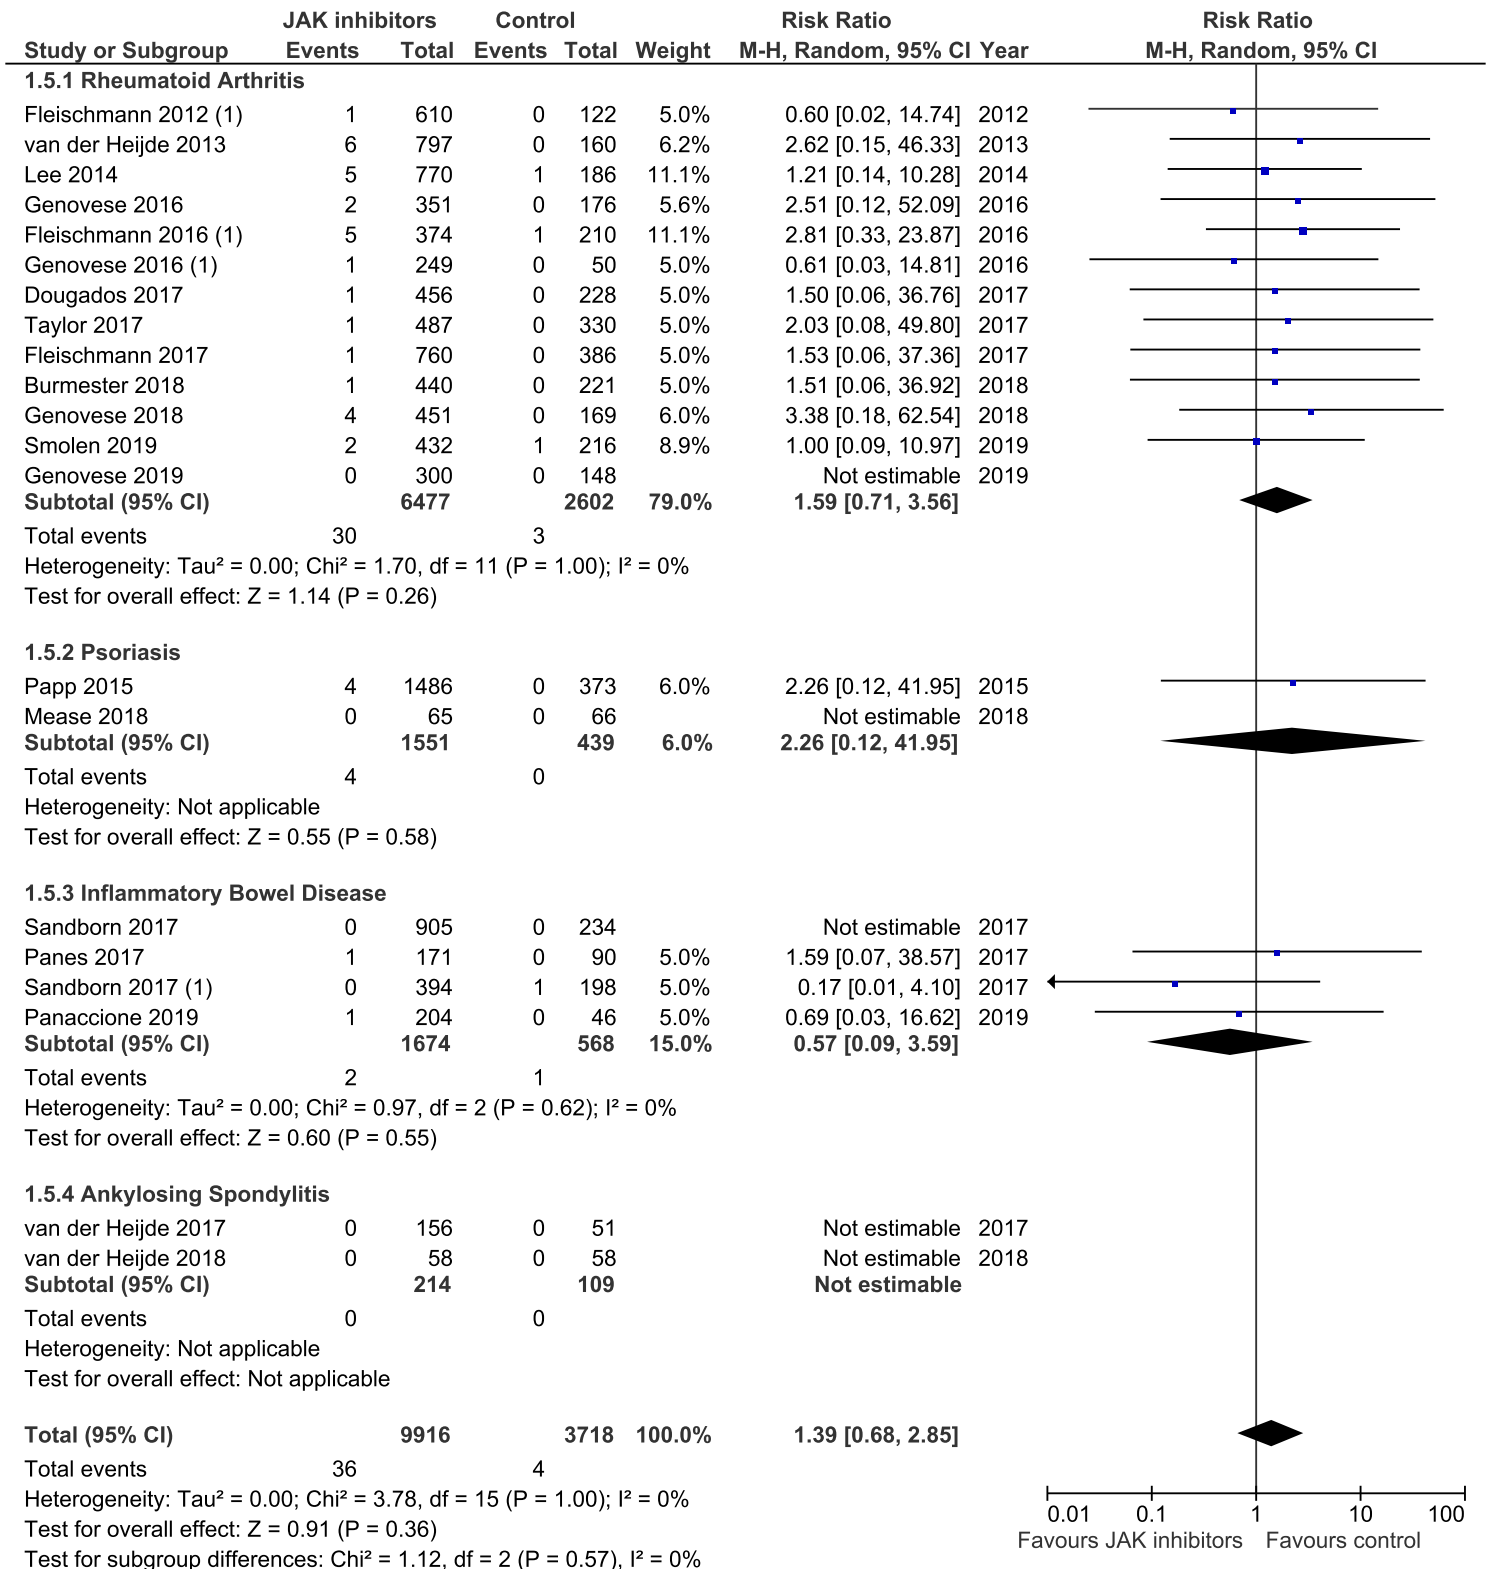 JAK inhibitors Control Risk Ratio Risk Ratio
Study or Subgroup Events Total Events Total Weight M-H, Random, 95% CI Year M-H, Random, 95% CI
1.5.1 Rheumatoid Arthritis
Fleischmann 2012 (1) 1 610 0 122 5.0% 0.60 [0.02, 14.74] 2012
van der Heijde 2013 6 797 0 160 6.2% 2.62 [0.15, 46.33] 2013
Lee 2014 5 770 1 186 11.1% 1.21 [0.14, 10.28] 2014
Genovese 2016 2 351 0 176 5.6% 2.51 [0.12, 52.09] 2016
Fleischmann 2016 (1) 5 374 1 210 11.1% 2.81 [0.33, 23.87] 2016
Genovese 2016 (1) 1 249 0 50 5.0% 0.61 [0.03, 14.81] 2016
Dougados 2017 1 456 0 228 5.0% 1.50 [0.06, 36.76] 2017
Taylor 2017 1 487 0 330 5.0% 2.03 [0.08, 49.80] 2017
Fleischmann 2017 1 760 0 386 5.0% 1.53 [0.06, 37.36] 2017
Burmester 2018 1 440 0 221 5.0% 1.51 [0.06, 36.92] 2018
Genovese 2018 4 451 0 169 6.0% 3.38 [0.18, 62.54] 2018
Smolen 2019 2 432 1 216 8.9% 1.00 [0.09, 10.97] 2019
Genovese 2019 0 300 0 148 Not estimable 2019
Subtotal (95% CI) 6477 2602 79.0% 1.59 [0.71, 3.56]
Total events 30 3
Heterogeneity: Tau² = 0.00; Chi² = 1.70, df = 11 (P = 1.00); I² = 0%
Test for overall effect: Z = 1.14 (P = 0.26)
1.5.2 Psoriasis
Papp 2015 4 1486 0 373 6.0% 2.26 [0.12, 41.95] 2015
Mease 2018 0 65 0 66 Not estimable 2018
Subtotal (95% CI) 1551 439 6.0% 2.26 [0.12, 41.95]
Total events 4 0
Heterogeneity: Not applicable
Test for overall effect: Z = 0.55 (P = 0.58)
1.5.3 Inflammatory Bowel Disease
Sandborn 2017 0 905 0 234 Not estimable 2017
Panes 2017 1 171 0 90 5.0% 1.59 [0.07, 38.57] 2017
Sandborn 2017 (1) 0 394 1 198 5.0% 0.17 [0.01, 4.10] 2017
Panaccione 2019 1 204 0 46 5.0% 0.69 [0.03, 16.62] 2019
Subtotal (95% CI) 1674 568 15.0% 0.57 [0.09, 3.59]
Total events 2 1
Heterogeneity: Tau² = 0.00; Chi² = 0.97, df = 2 (P = 0.62); I² = 0%
Test for overall effect: Z = 0.60 (P = 0.55)
1.5.4 Ankylosing Spondylitis
van der Heijde 2017 0 156 0 51 Not estimable 2017
van der Heijde 2018 0 58 0 58 Not estimable 2018
Subtotal (95% CI) 214 109 Not estimable
Total events 0 0
Heterogeneity: Not applicable
Test for overall effect: Not applicable
Total (95% CI) 9916 3718 100.0% 1.39 [0.68, 2.85]
Total events 36 4
Heterogeneity: Tau² = 0.00; Chi² = 3.78, df = 15 (P = 1.00); I² = 0%
Test for overall effect: Z = 0.91 (P = 0.36)
Test for subgroup differences: Chi² = 1.12, df = 2 (P = 0.57), I² = 0%
0.01 0.1 1 10 100
Favours JAK inhibitors Favours control